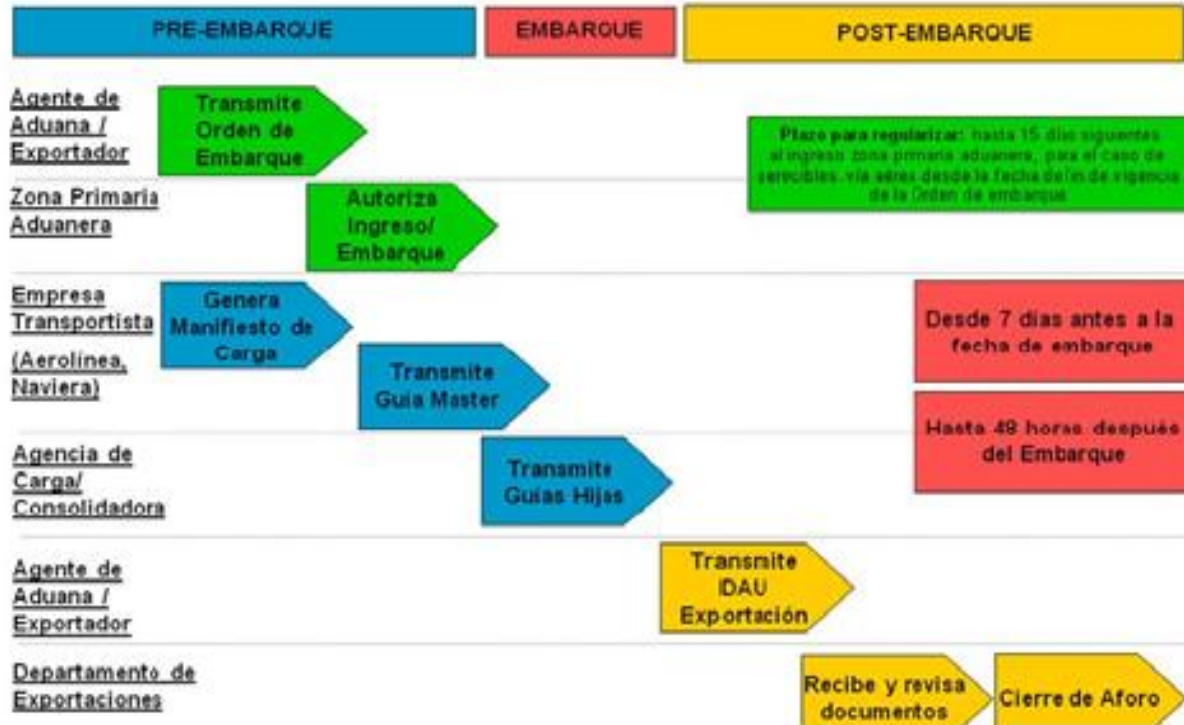 PRE-EMBARQUE
EMBARQUE
POST-EMBARQUE
Agente de
Aduana /
Exportador
Transmite
Orden de
Embarque
Plazo para regularizar: hasta 15 días siguientes
al ingreso zona primaria aduanera, para el caso de
perecibles vía aérea desde la fecha de fin de vigencia
de la Orden de embarque
Zona Primaria
Aduanera
Autoriza
Ingreso/
Embarque
Empresa
Transportista
(Aerolínea,
Naviera)
Genera
Manifiesto de
Carga
Transmite
Guia Master
Desde 7 dias antes a la
fecha de embarque
Hasta 48 horas después
del Embarque
Agencia de
Carga/
Consolidadora
Transmite
Guías Hijas
Agente de
Aduana /
Exportador
Transmite
IDAU
Exportación
Departamento de
Exportaciones
Recibe y revisa
documentos
Cierre de Aforo